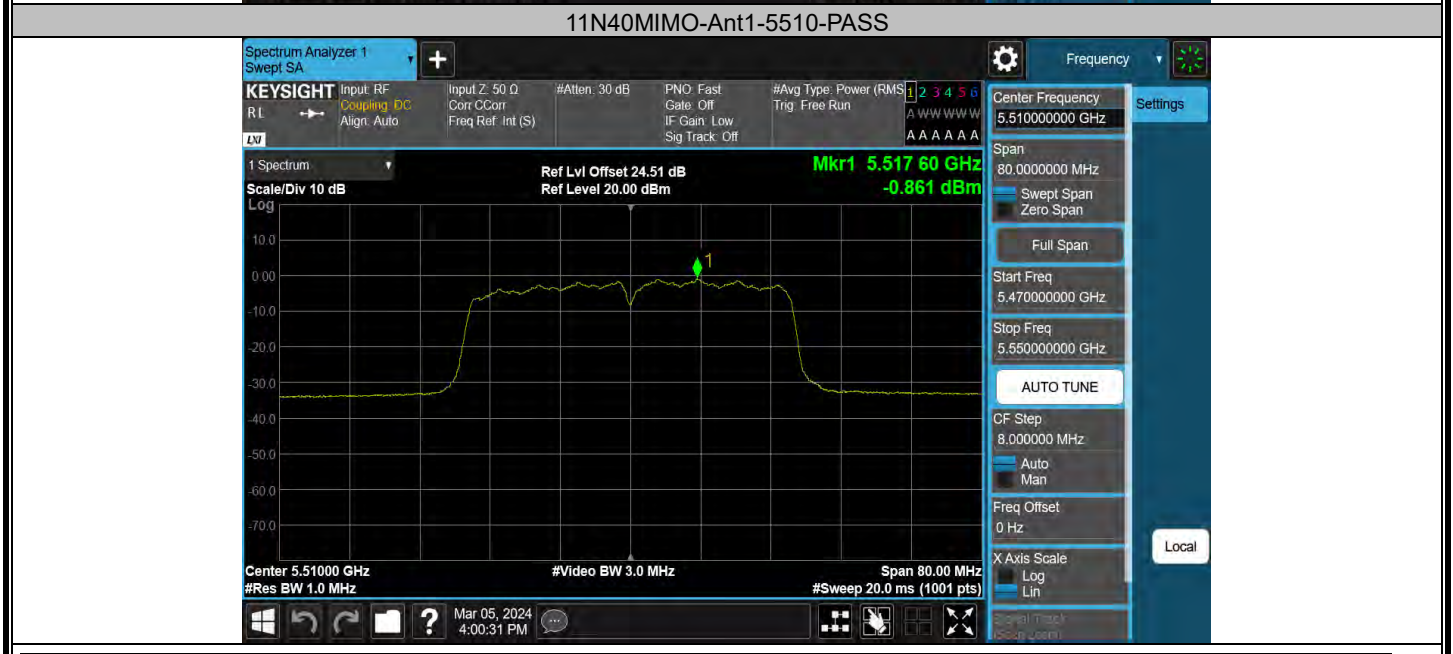 11N40MIMO-Ant1-5510-PASS
Spectrum Analyzer 1
Swept SA
+
Frequency
KEYSIGHT
RL
LXI
Input: RF
Coupling: DC
Align: Auto
Input Z: 50 Ω
Corr CCorr
Freq Ref: Int (S)
#Atten: 30 dB
PNO: Fast
Gate: Off
IF Gain: Low
Sig Track: Off
#Avg Type: Power (RMS
Trig: Free Run
1 2 3 4 5 6
A W W W W W
A A A A A A
1 Spectrum
Scale/Div 10 dB
Log
Ref Lvl Offset 24.51 dB
Ref Level 20.00 dBm
Mkr1 5.517 60 GHz
-0.861 dBm
10.0
0.00
-10.0
-20.0
-30.0
-40.0
-50.0
-60.0
-70.0
1
Center 5.51000 GHz
#Res BW 1.0 MHz
#Video BW 3.0 MHz
Span 80.00 MHz
#Sweep 20.0 ms (1001 pts)
Center Frequency
5.510000000 GHz
Settings
Span
80.0000000 MHz
Swept Span
Zero Span
Full Span
Start Freq
5.470000000 GHz
Stop Freq
5.550000000 GHz
AUTO TUNE
CF Step
8.000000 MHz
Auto
Man
Freq Offset
0 Hz
X Axis Scale
Log
Lin
Signal Track
(Span Zoom)
Local
?
Mar 05, 2024
4:00:31 PM